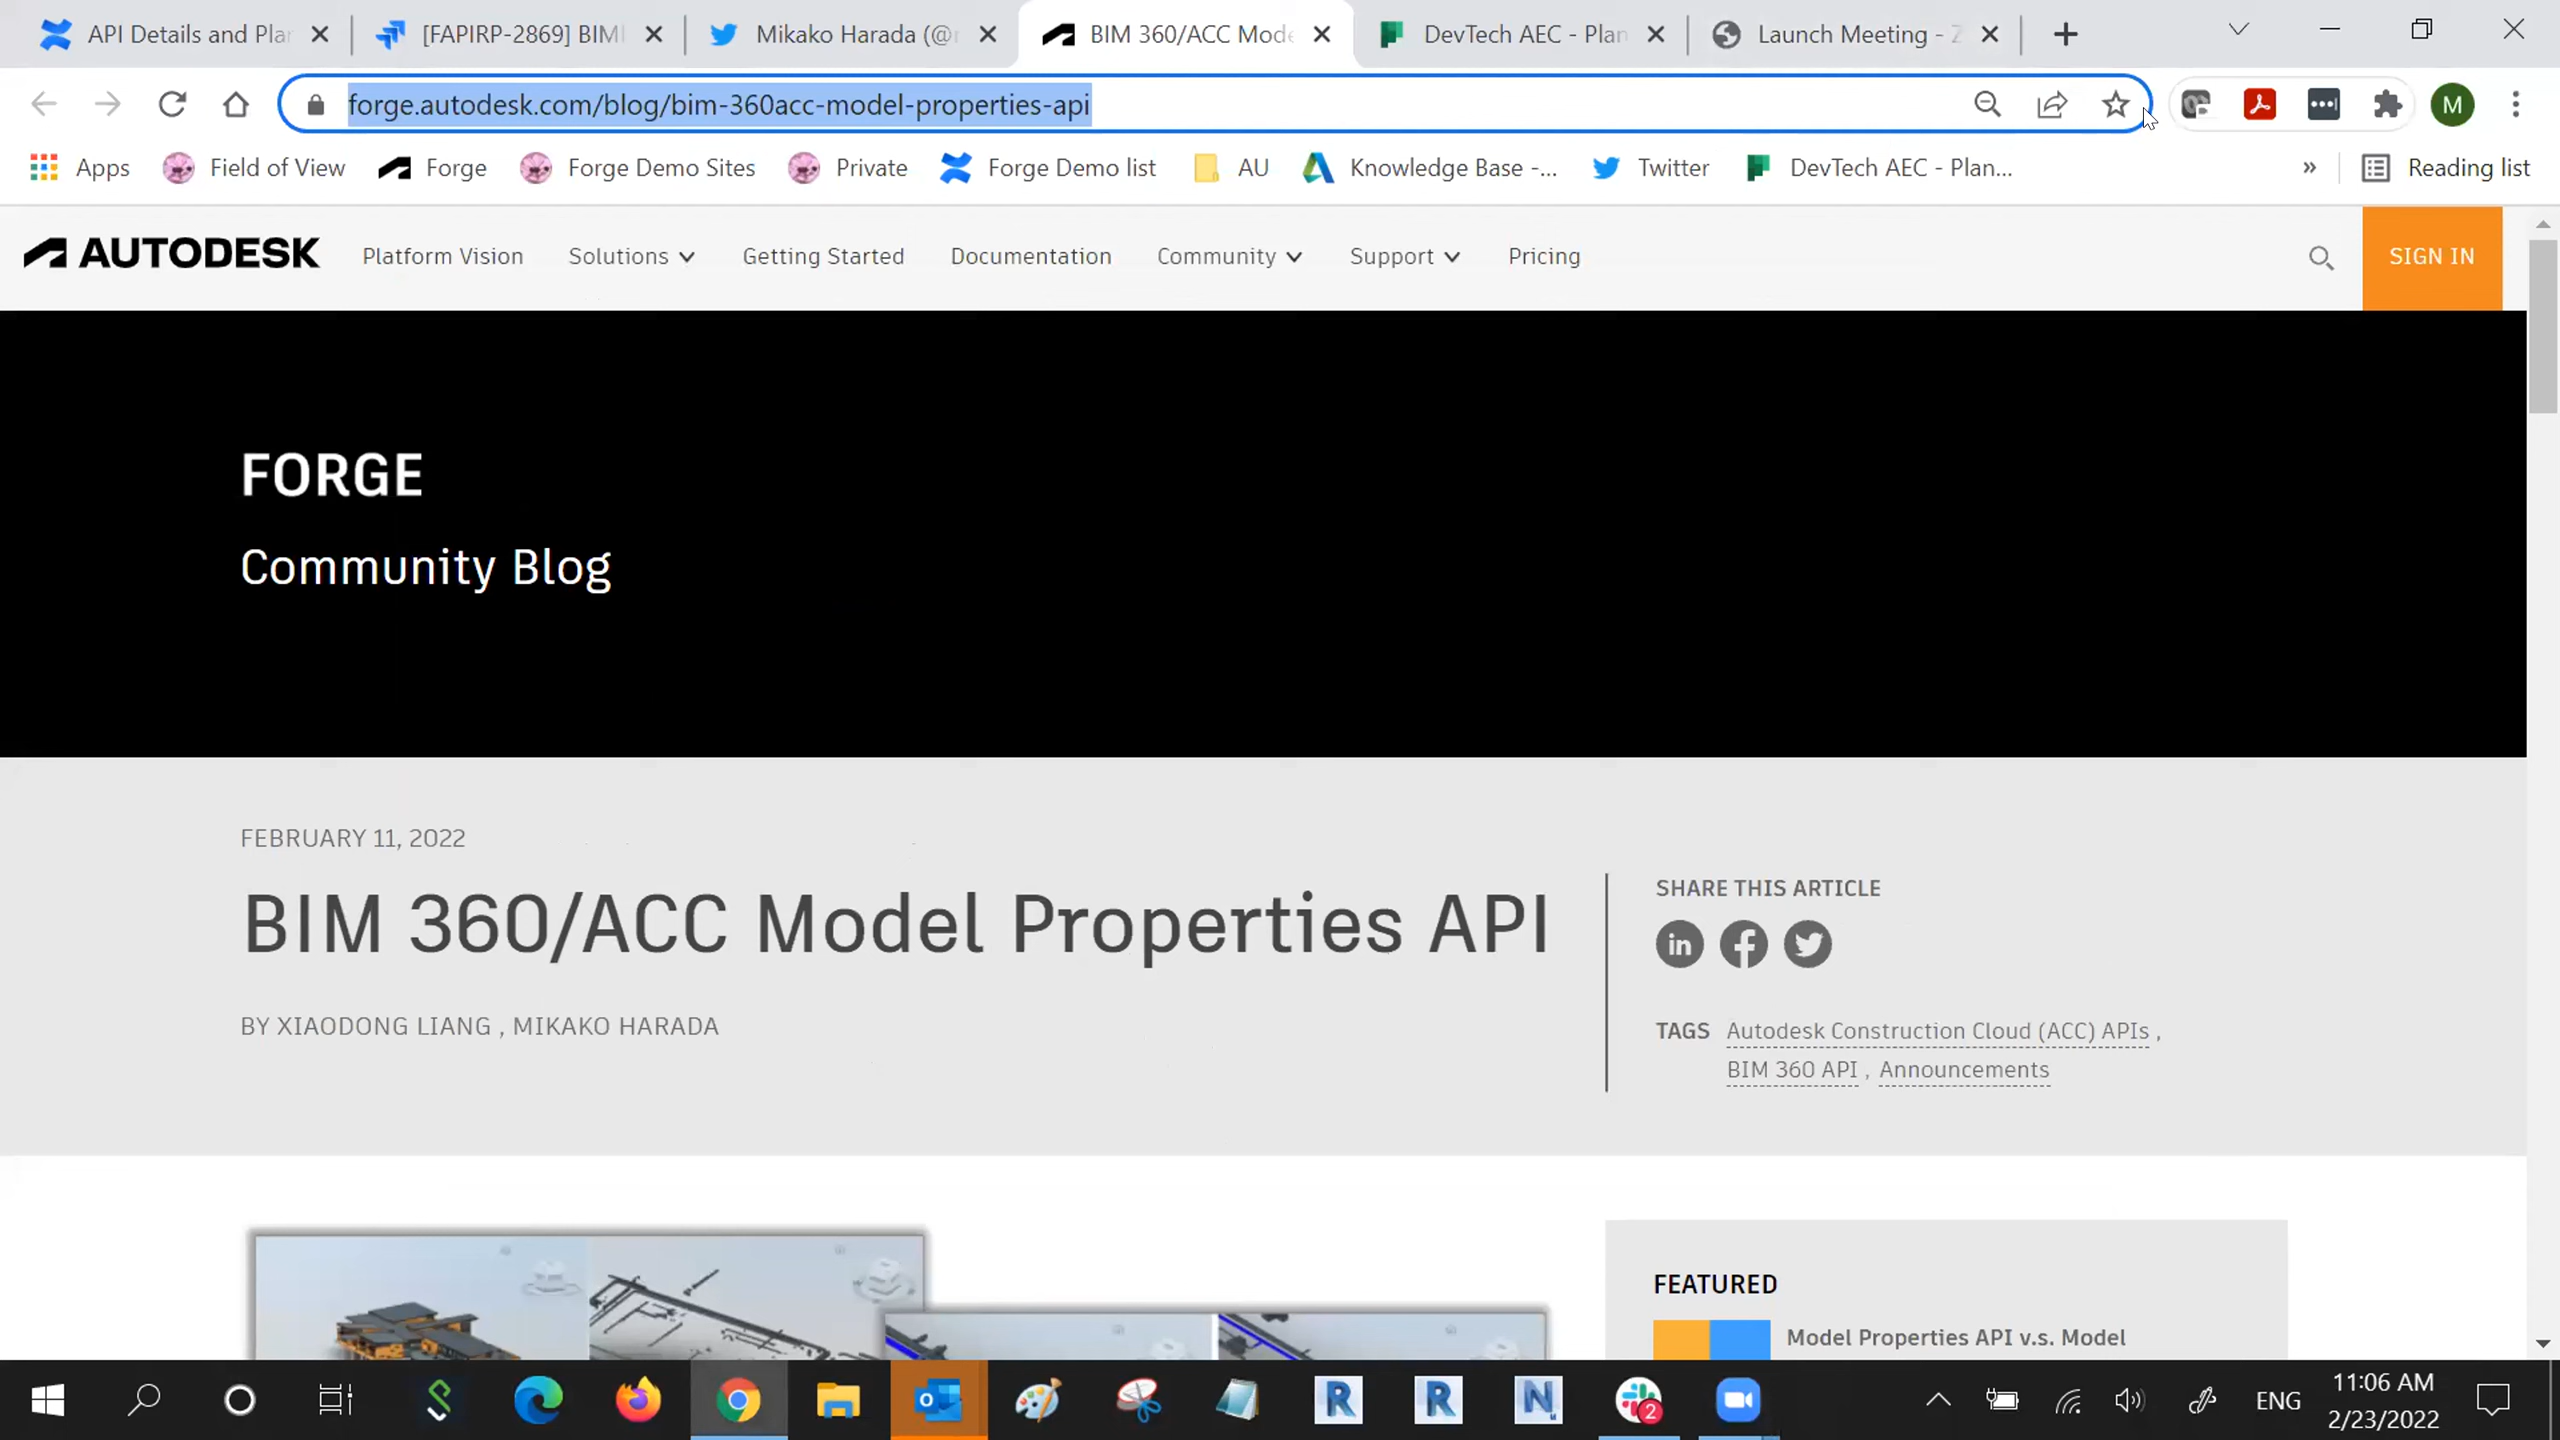 API Details and Plan
[FAPIRP-2869] BIM
Mikako Harada (@
BIM 360/ACC Mode
DevTech AEC - Plan
Launch Meeting - Z
forge.autodesk.com/blog/bim-360acc-model-properties-api
M
Apps
Field of View
Forge
Forge Demo Sites
Private
Forge Demo list
AU
Knowledge Base -...
Twitter
DevTech AEC - Plan...
»
Reading list
AUTODESK
Platform Vision
Solutions
Getting Started
Documentation
Community
Support
Pricing
SIGN IN
FORGE
Community Blog
FEBRUARY 11, 2022
BIM 360/ACC Model Properties API
BY XIAODONG LIANG , MIKAKO HARADA
SHARE THIS ARTICLE
TAGS Autodesk Construction Cloud (ACC) APIs ,
BIM 360 API , Announcements
FEATURED
Model Properties API v.s. Model
2
ENG
11:06 AM
2/23/2022